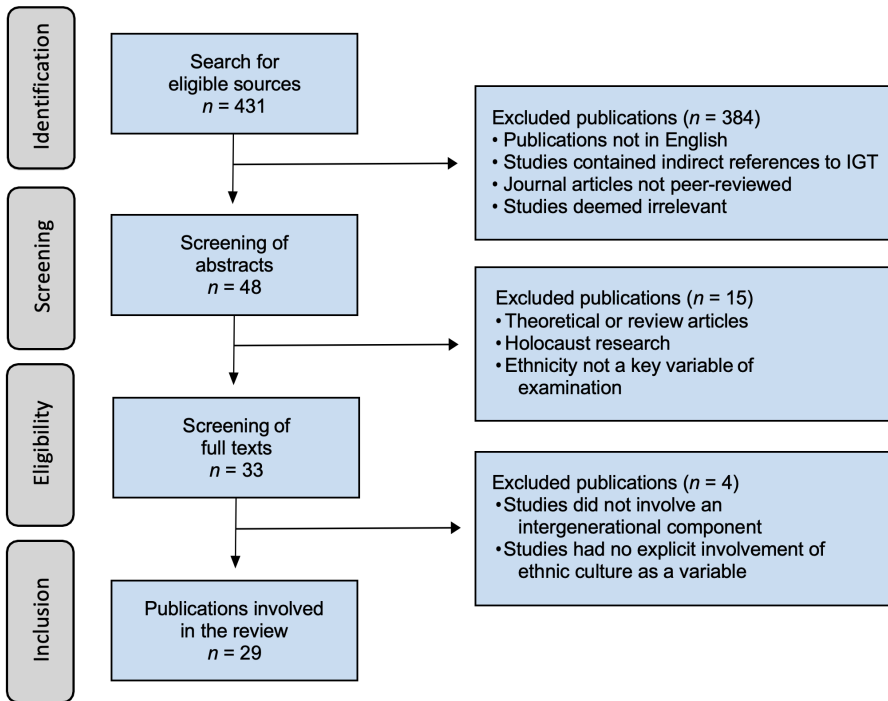 Identification
Search for
eligible sources
n = 431
Excluded publications (n = 384)
• Publications not in English
• Studies contained indirect references to IGT
• Journal articles not peer-reviewed
• Studies deemed irrelevant
Screening
Screening of
abstracts
n = 48
Excluded publications (n = 15)
• Theoretical or review articles
• Holocaust research
• Ethnicity not a key variable of
examination
Eligibility
Screening of
full texts
n = 33
Excluded publications (n = 4)
• Studies did not involve an
intergenerational component
• Studies had no explicit involvement of
ethnic culture as a variable
Inclusion
Publications involved
in the review
n = 29